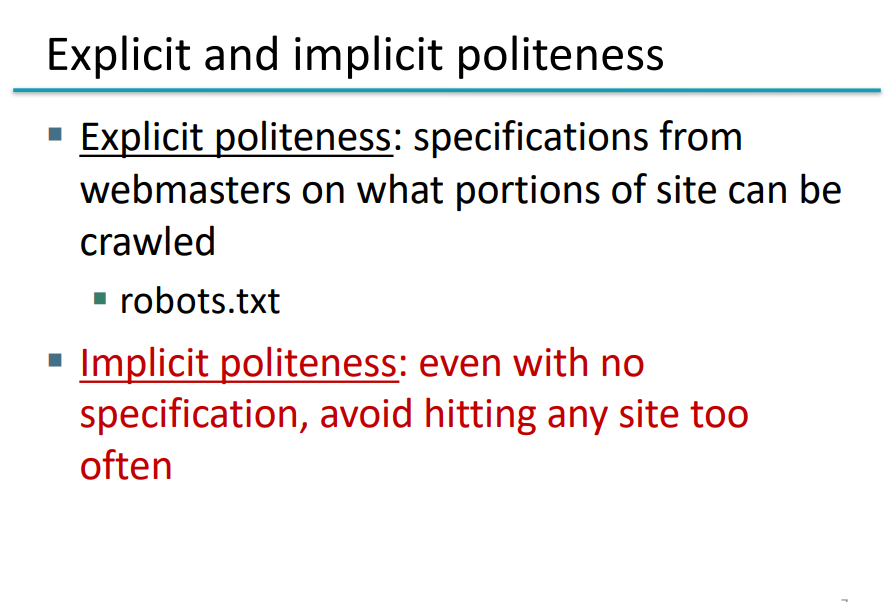 Explicit and implicit politeness
▪ Explicit politeness: specifications from
webmasters on what portions of site can be
crawled
▪ robots.txt
▪ Implicit politeness: even with no
specification, avoid hitting any site too
often